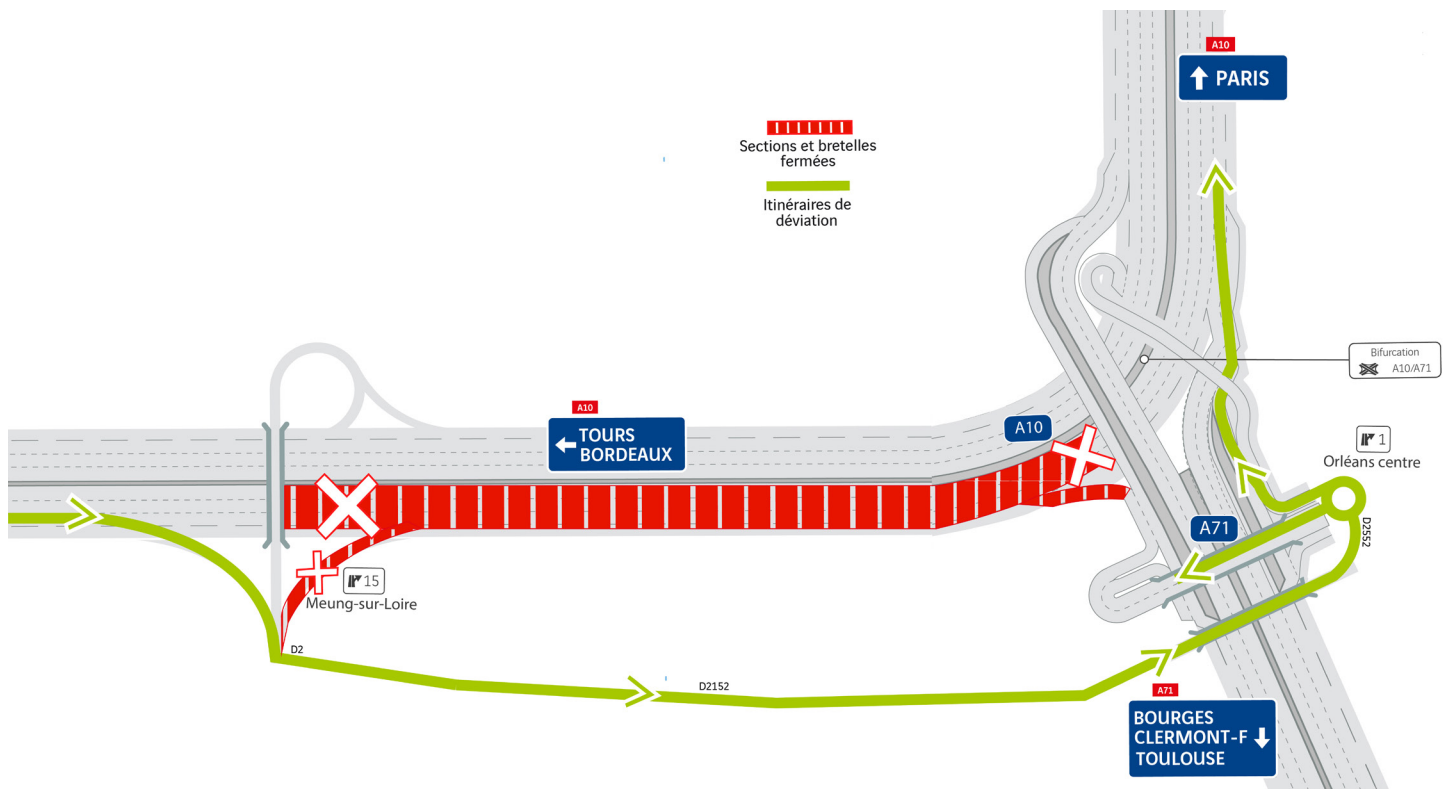 A10
PARIS
Sections et bretelles
fermées
Itinéraires de
déviation
Bifurcation
A10/A71
A10
TOURS
BORDEAUX
A10
1
Orléans centre
A71
D2552
15
Meung-sur-Loire
D2
D2152
A71
BOURGES
CLERMONT-F
TOULOUSE